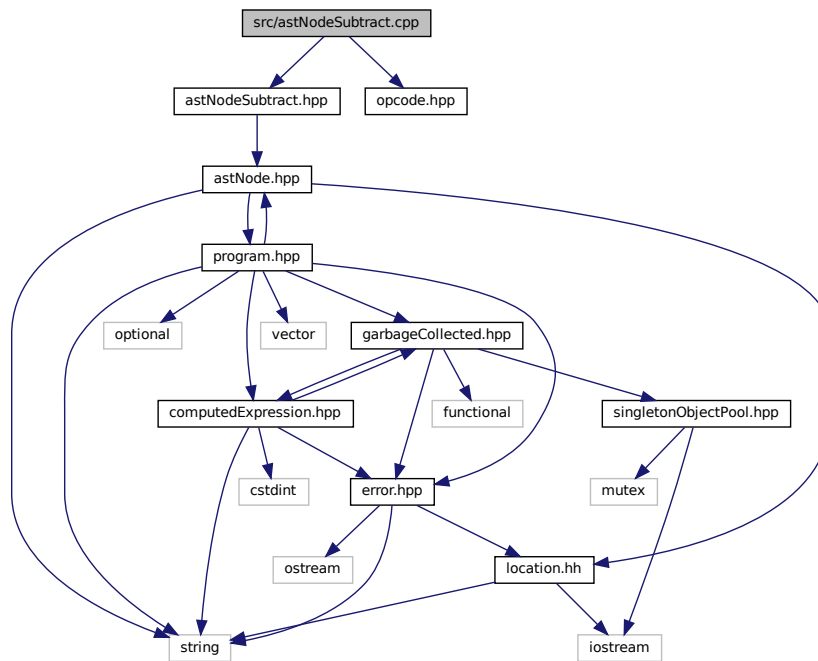 src/astNodeSubtract.cpp
astNodeSubtract.hpp
opcode.hpp
astNode.hpp
program.hpp
optional
vector
garbageCollected.hpp
computedExpression.hpp
functional
singletonObjectPool.hpp
cstdint
error.hpp
mutex
ostream
location.hh
string
iostream